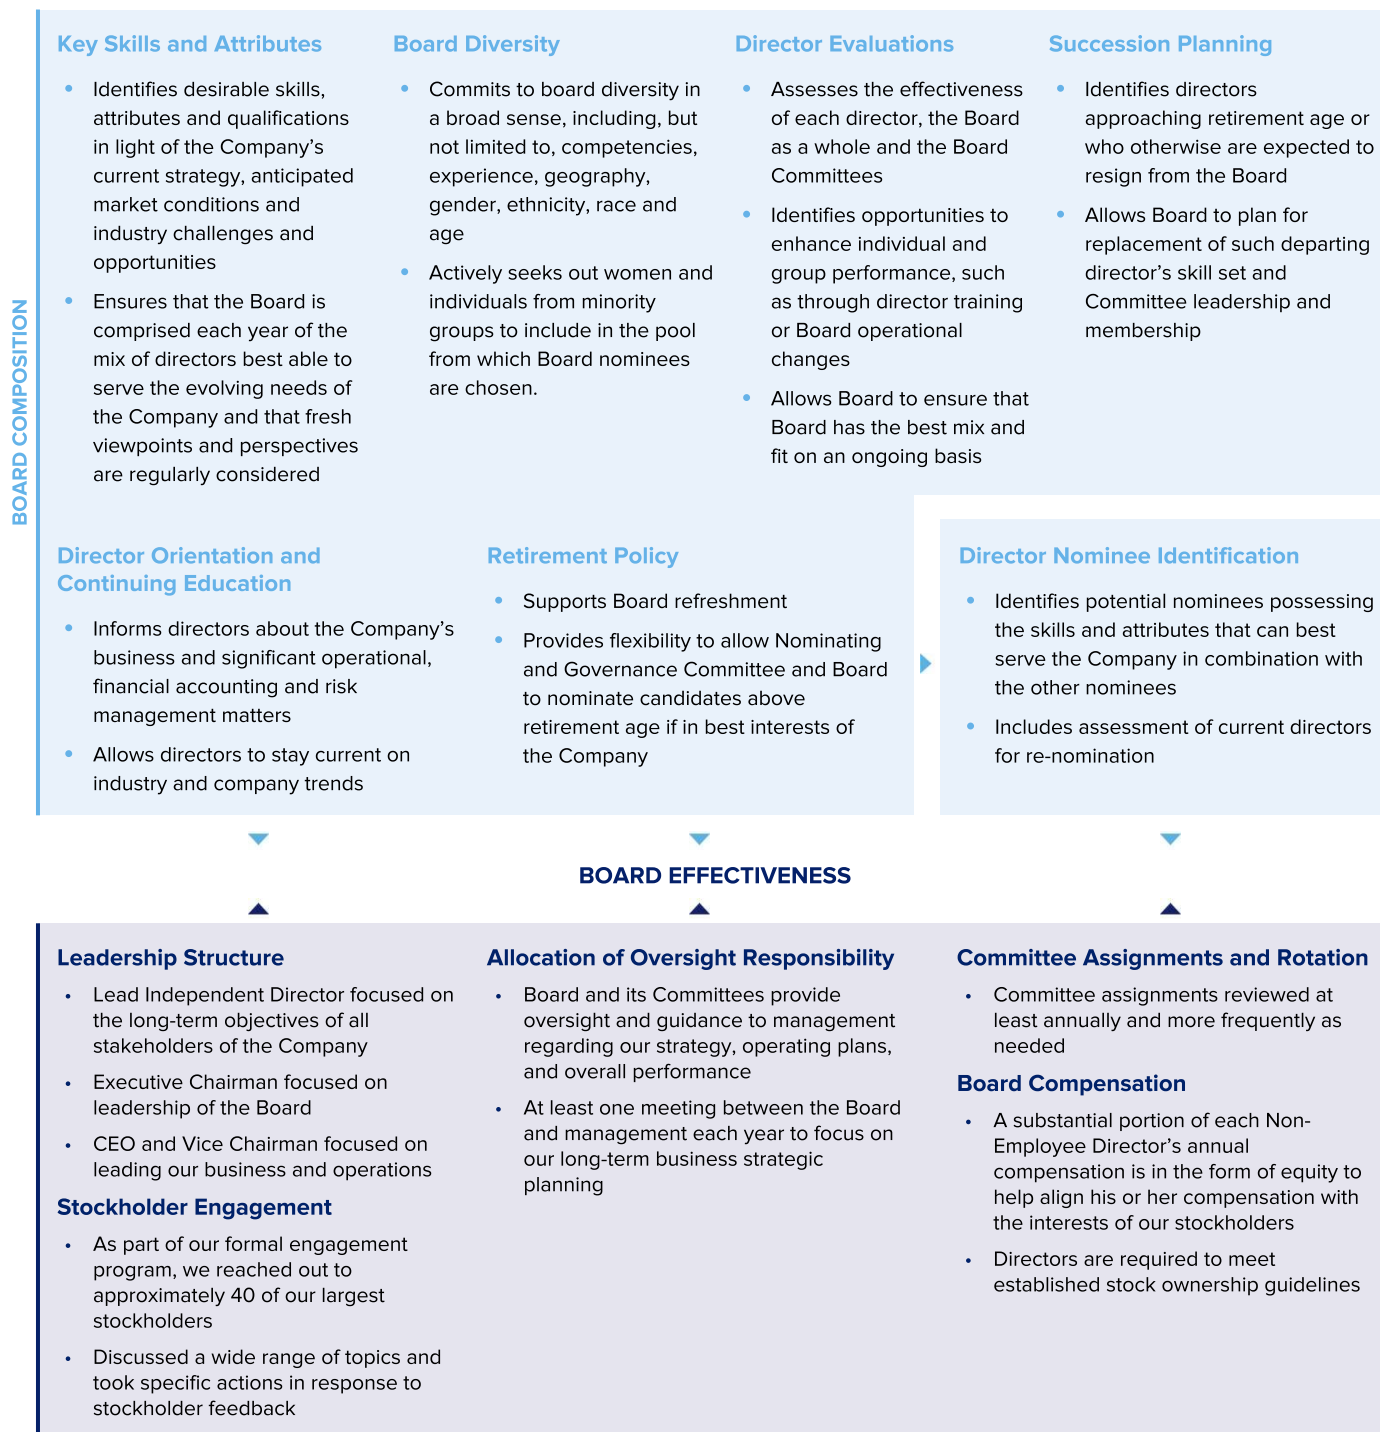 BOARD COMPOSITION
Key Skills and Attributes
• Identifies desirable skills,
attributes and qualifications
in light of the Company’s
current strategy, anticipated
market conditions and
industry challenges and
opportunities
• Ensures that the Board is
comprised each year of the
mix of directors best able to
serve the evolving needs of
the Company and that fresh
viewpoints and perspectives
are regularly considered
Board Diversity
• Commits to board diversity in
a broad sense, including, but
not limited to, competencies,
experience, geography,
gender, ethnicity, race and
age
• Actively seeks out women and
individuals from minority
groups to include in the pool
from which Board nominees
are chosen.
Director Evaluations
• Assesses the effectiveness
of each director, the Board
as a whole and the Board
Committees
• Identifies opportunities to
enhance individual and
group performance, such
as through director training
or Board operational
changes
• Allows Board to ensure that
Board has the best mix and
fit on an ongoing basis
Succession Planning
• Identifies directors
approaching retirement age or
who otherwise are expected to
resign from the Board
• Allows Board to plan for
replacement of such departing
director’s skill set and
Committee leadership and
membership
Director Orientation and
Continuing Education
• Informs directors about the Company’s
business and significant operational,
financial accounting and risk
management matters
• Allows directors to stay current on
industry and company trends
Retirement Policy
• Supports Board refreshment
• Provides flexibility to allow Nominating
and Governance Committee and Board
to nominate candidates above
retirement age if in best interests of
the Company
Director Nominee Identification
• Identifies potential nominees possessing
the skills and attributes that can best
serve the Company in combination with
the other nominees
• Includes assessment of current directors
for re-nomination
BOARD EFFECTIVENESS
Leadership Structure
• Lead Independent Director focused on
the long-term objectives of all
stakeholders of the Company
• Executive Chairman focused on
leadership of the Board
• CEO and Vice Chairman focused on
leading our business and operations
Stockholder Engagement
• As part of our formal engagement
program, we reached out to
approximately 40 of our largest
stockholders
• Discussed a wide range of topics and
took specific actions in response to
stockholder feedback
Allocation of Oversight Responsibility
• Board and its Committees provide
oversight and guidance to management
regarding our strategy, operating plans,
and overall performance
• At least one meeting between the Board
and management each year to focus on
our long-term business strategic
planning
Committee Assignments and Rotation
• Committee assignments reviewed at
least annually and more frequently as
needed
Board Compensation
• A substantial portion of each Non-
Employee Director’s annual
compensation is in the form of equity to
help align his or her compensation with
the interests of our stockholders
• Directors are required to meet
established stock ownership guidelines